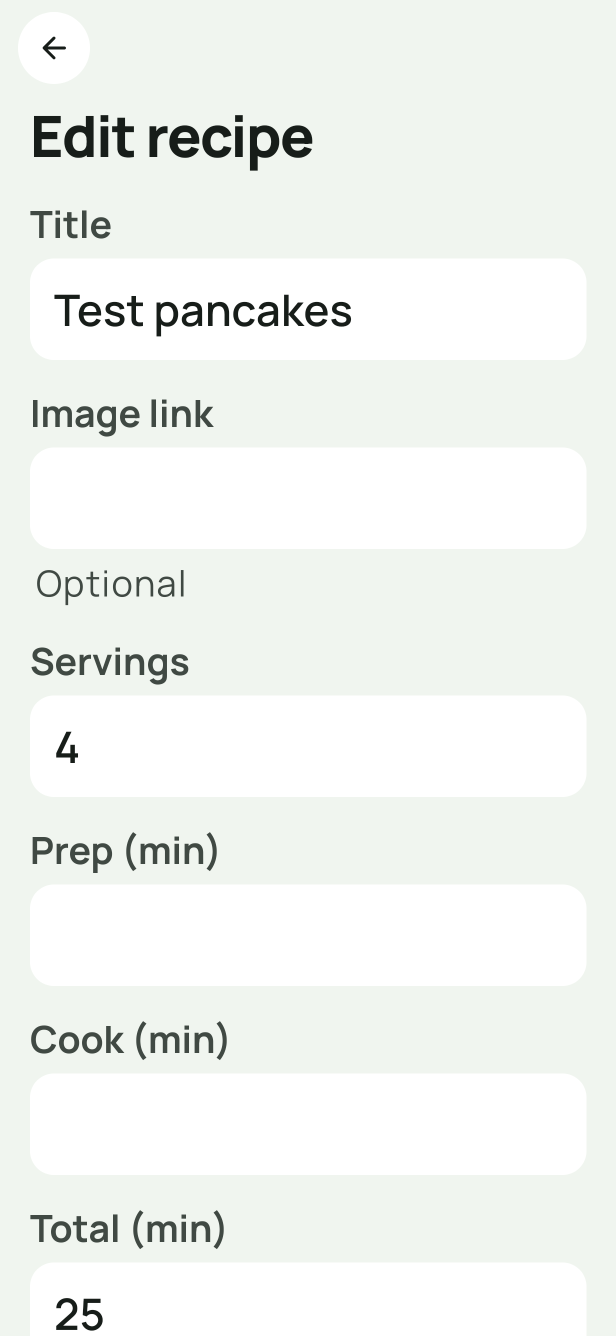 Edit recipe
Title
Test pancakes
Image link
Optional
Servings
4
Prep (min)
Cook (min)
Total (min)
25